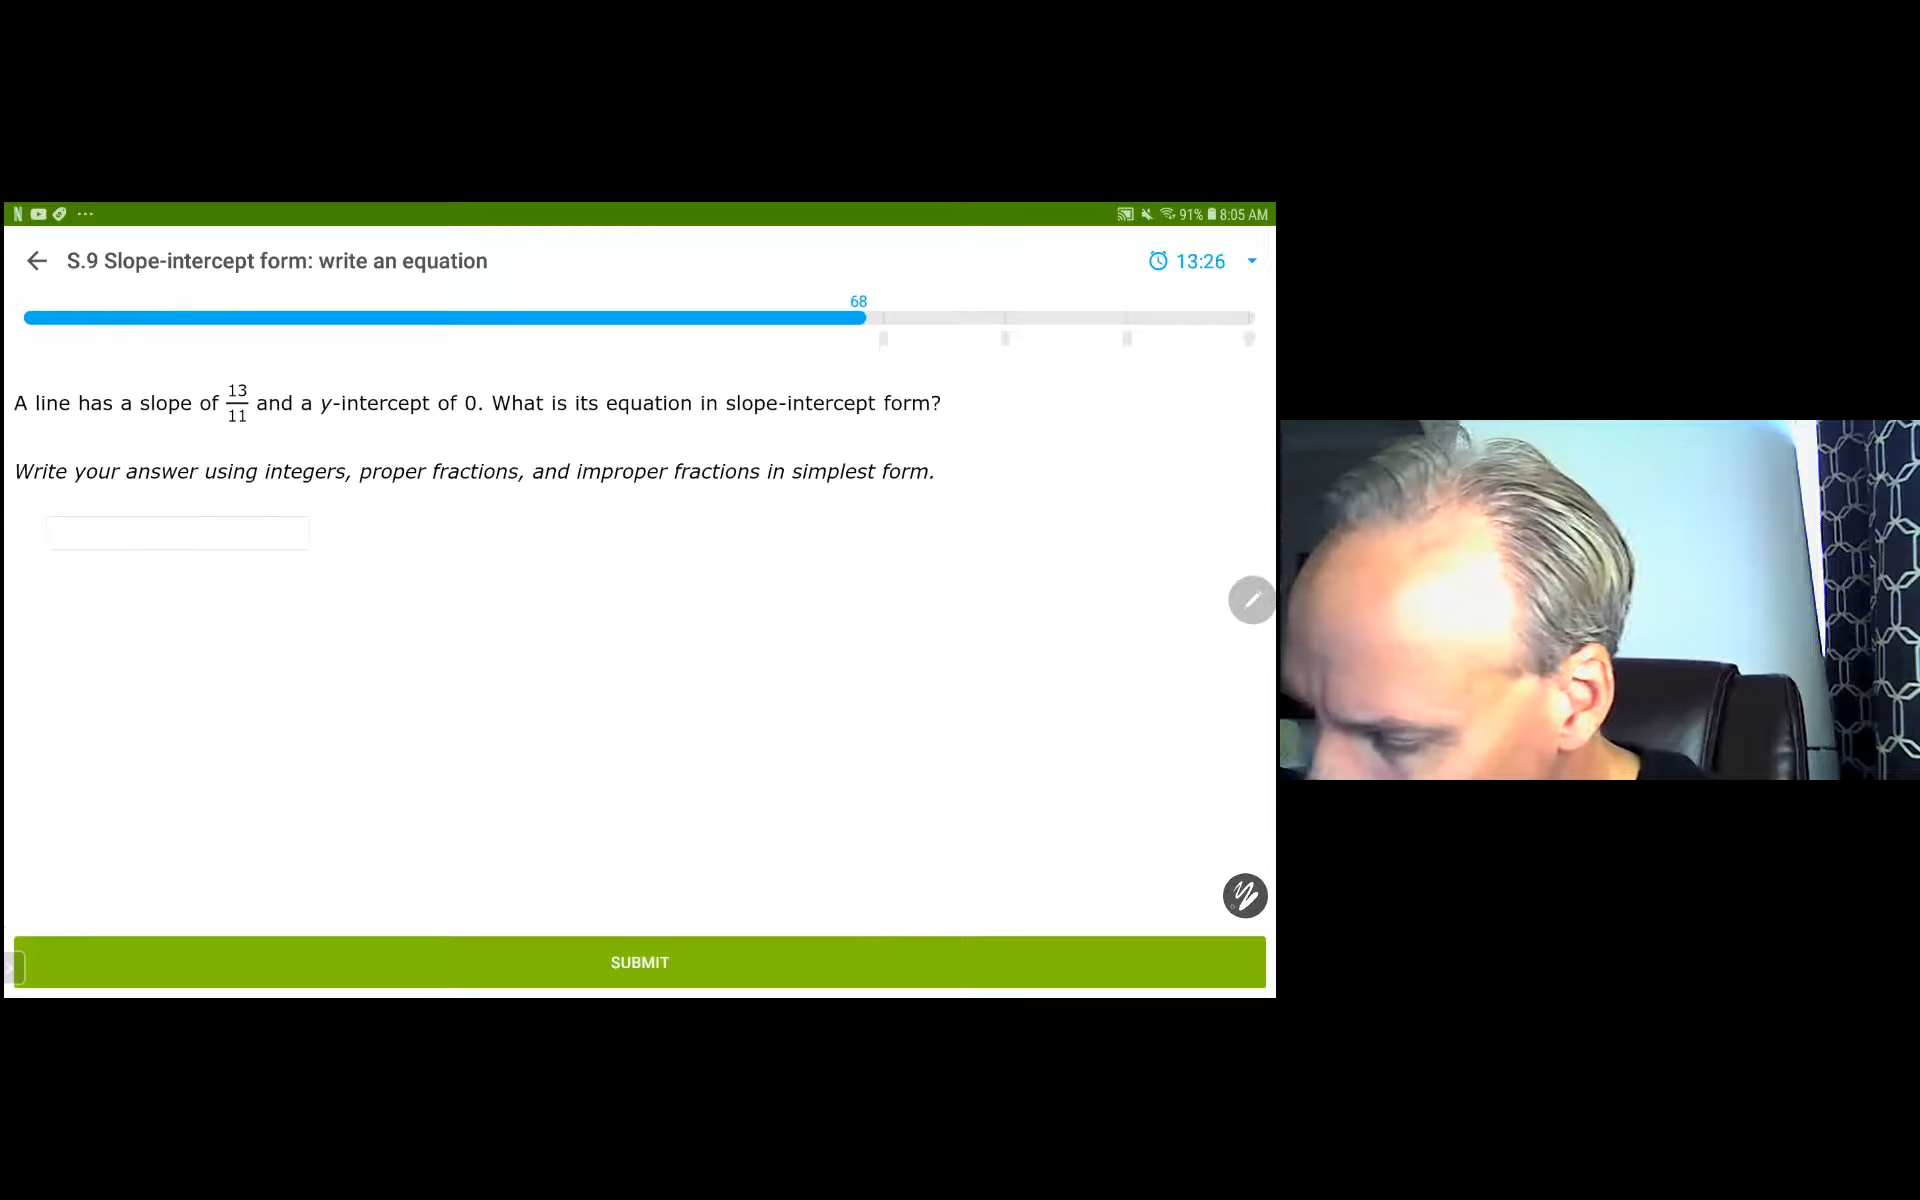 N ... 91% 8:05 AM
S.9 Slope-intercept form: write an equation
13:26
68
A line has a slope of 13/11 and a y-intercept of 0. What is its equation in slope-intercept form?
Write your answer using integers, proper fractions, and improper fractions in simplest form.
SUBMIT